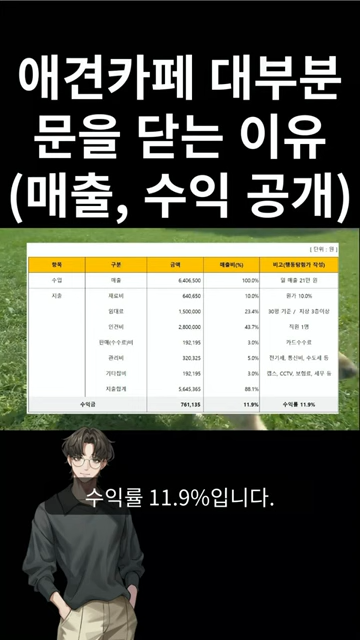 애견카페 대부분
문을 닫는 이유
(매출, 수익 공개)
[ 단위 : 원 ]
항목 구분 금액 매출비(%) 비고(행동탐험가 작성)
수입 매출 6,406,500 100.0% 일 매출 21만 원
지출 재료비 640,650 10.0% 원가 10.0%
임대료 1,500,000 23.4% 30평 기준 / 지상 3층이상
인건비 2,800,000 43.7% 직원 1명
판매(수수료)비 192,195 3.0% 카드수수료
관리비 320,325 5.0% 전기세, 통신비, 수도세 등
기타잡비 192,195 3.0% 캡스, CCTV, 보험료, 세무 등
지출합계 5,645,365 88.1%
수익금 761,135 11.9% 수익률 11.9%
수익률 11.9%입니다.